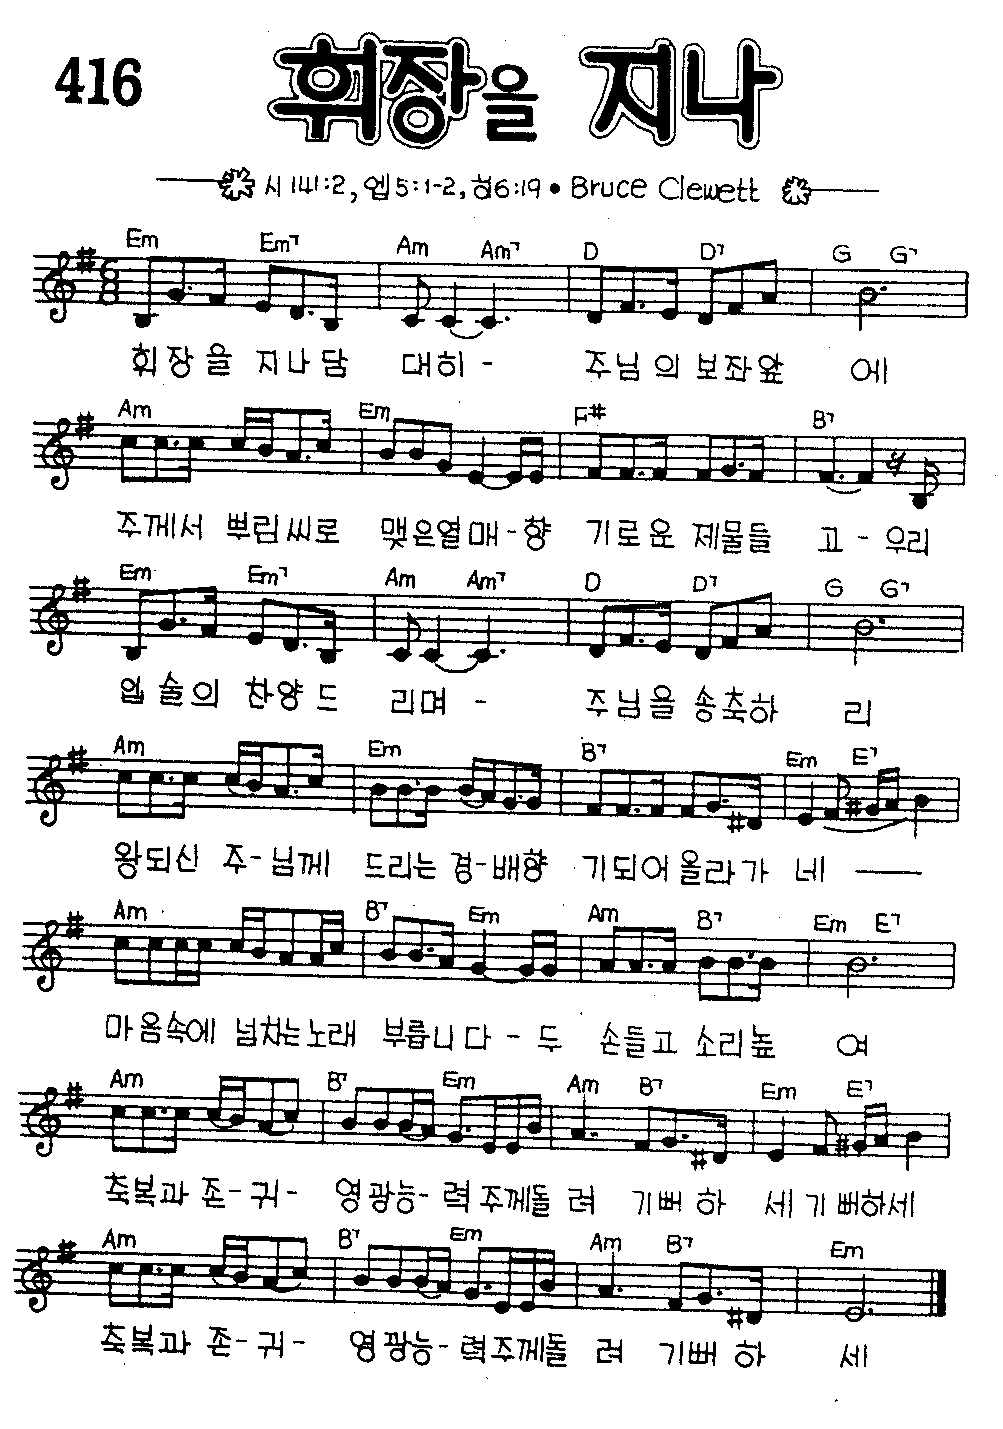 416
휘장을 지나
시 141:2, 엡 5:1-2, 히 6:19 • Bruce Clewett
Em Em7 Am Am7 D D7 G G7
휘장을 지나담 대히 - 주님의 보좌앞 에
Am Em F# B7
주께서 뿌림씨로 맺은열매-향 기로운 제물들 고 - 우리
Em Em7 Am Am7 D D7 G G7
입술의 찬양드 리며 - 주님을 송축하 리
Am Em B7 Em E7
왕되신 주-님께 드리는 경-배향 기되어올라가 네 ―
Am B7 Em Am B7 Em E7
마음속에 넘차는노래 부릅니다 - 두 손들고 소리높 여
Am B7 Em Am B7 Em E7
축복과 존-귀- 영광능-력주께돌 려 기뻐 하 세 기뻐하세
Am B7 Em Am B7 Em
축복과 존-귀- 영광능-력주께돌 려 기뻐 하 세